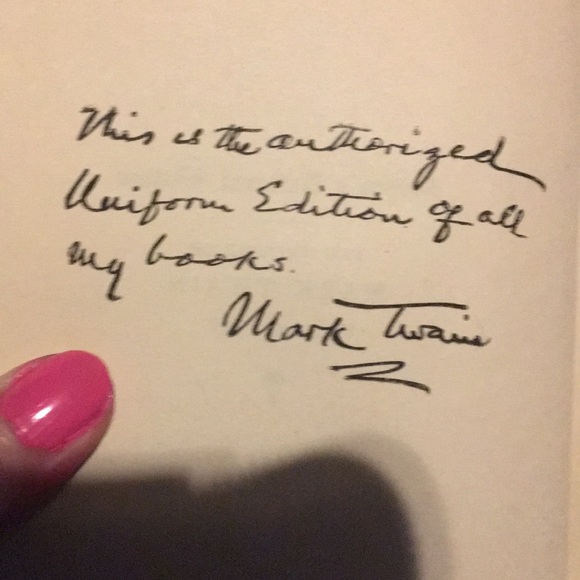 This is the authorized
Uniform Edition of all
my books.
Mark Twain